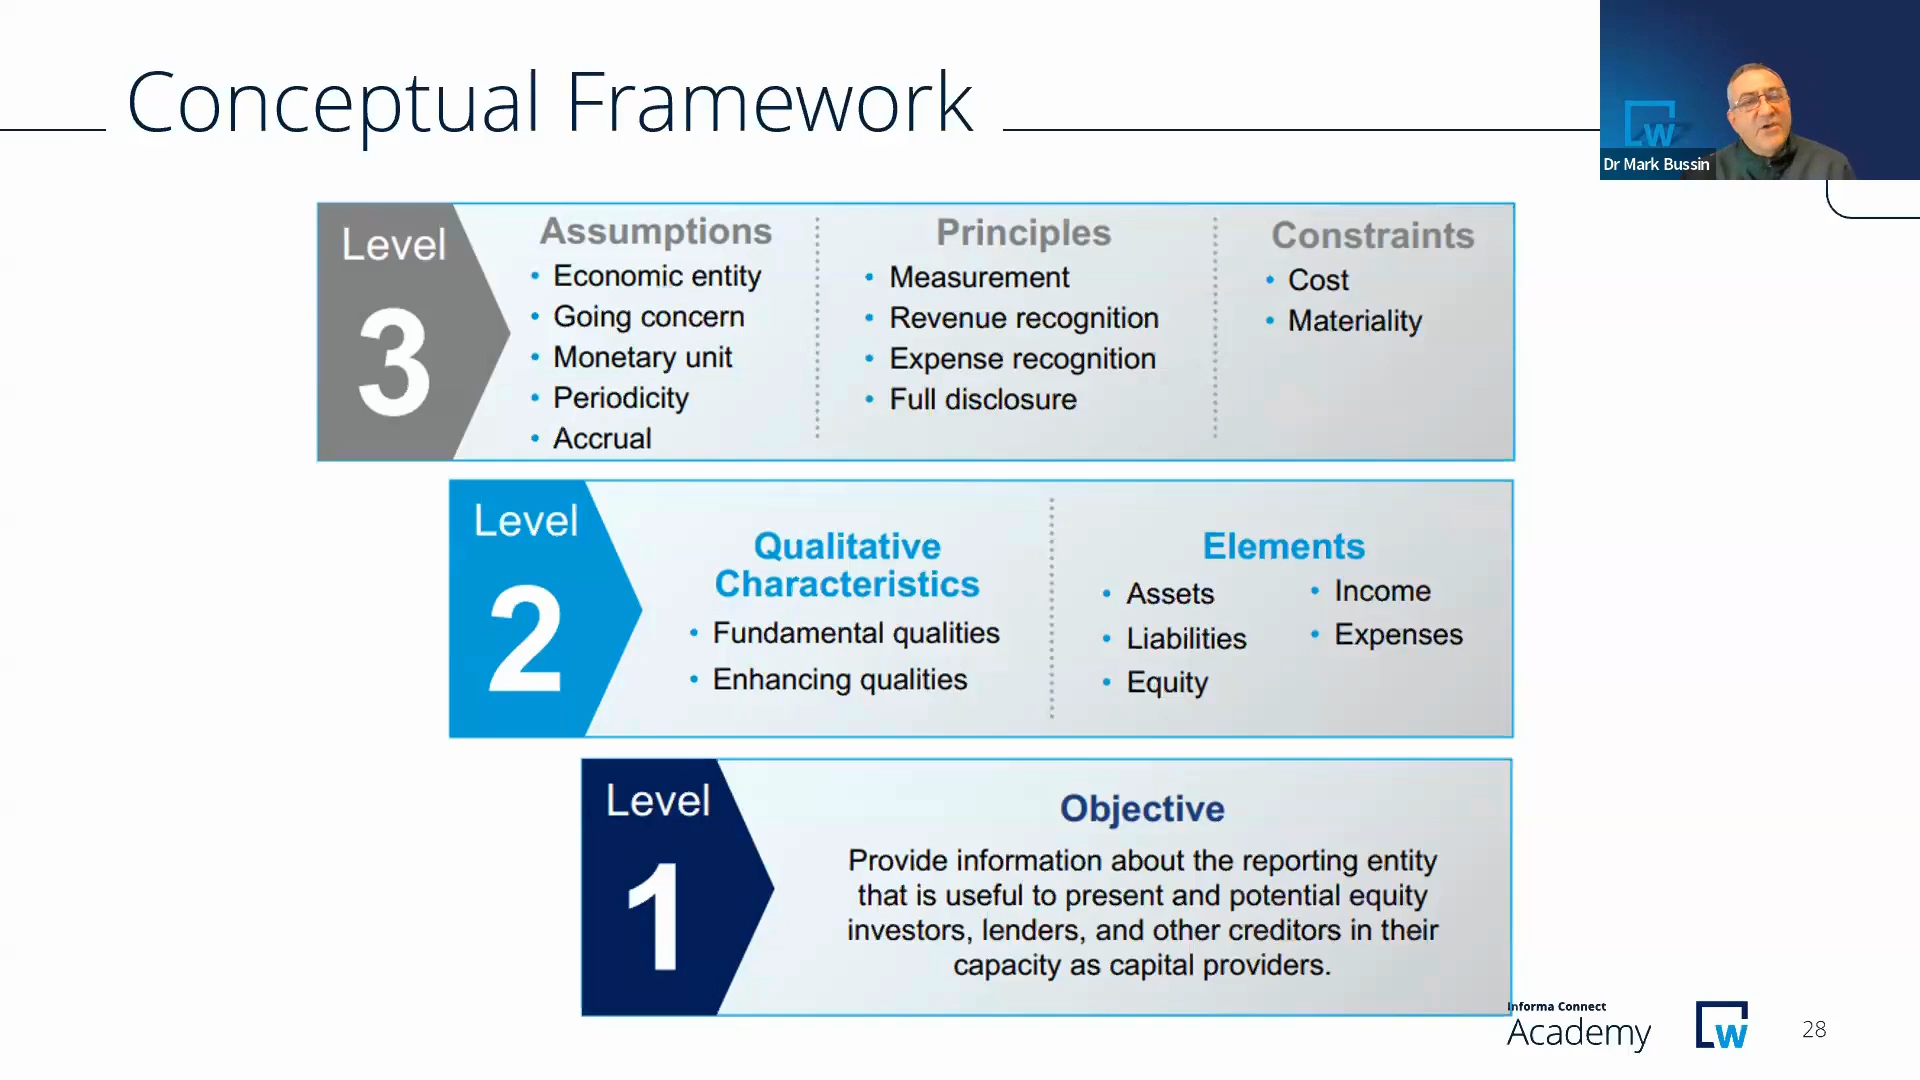 Conceptual Framework
W
Dr Mark Bussin
Level
3
Assumptions
• Economic entity
• Going concern
• Monetary unit
• Periodicity
• Accrual
Principles
• Measurement
• Revenue recognition
• Expense recognition
• Full disclosure
Constraints
• Cost
• Materiality
Level
2
Qualitative
Characteristics
• Fundamental qualities
• Enhancing qualities
Elements
• Assets
• Liabilities
• Equity
• Income
• Expenses
Level
1
Objective
Provide information about the reporting entity
that is useful to present and potential equity
investors, lenders, and other creditors in their
capacity as capital providers.
Informa Connect
Academy
W
28